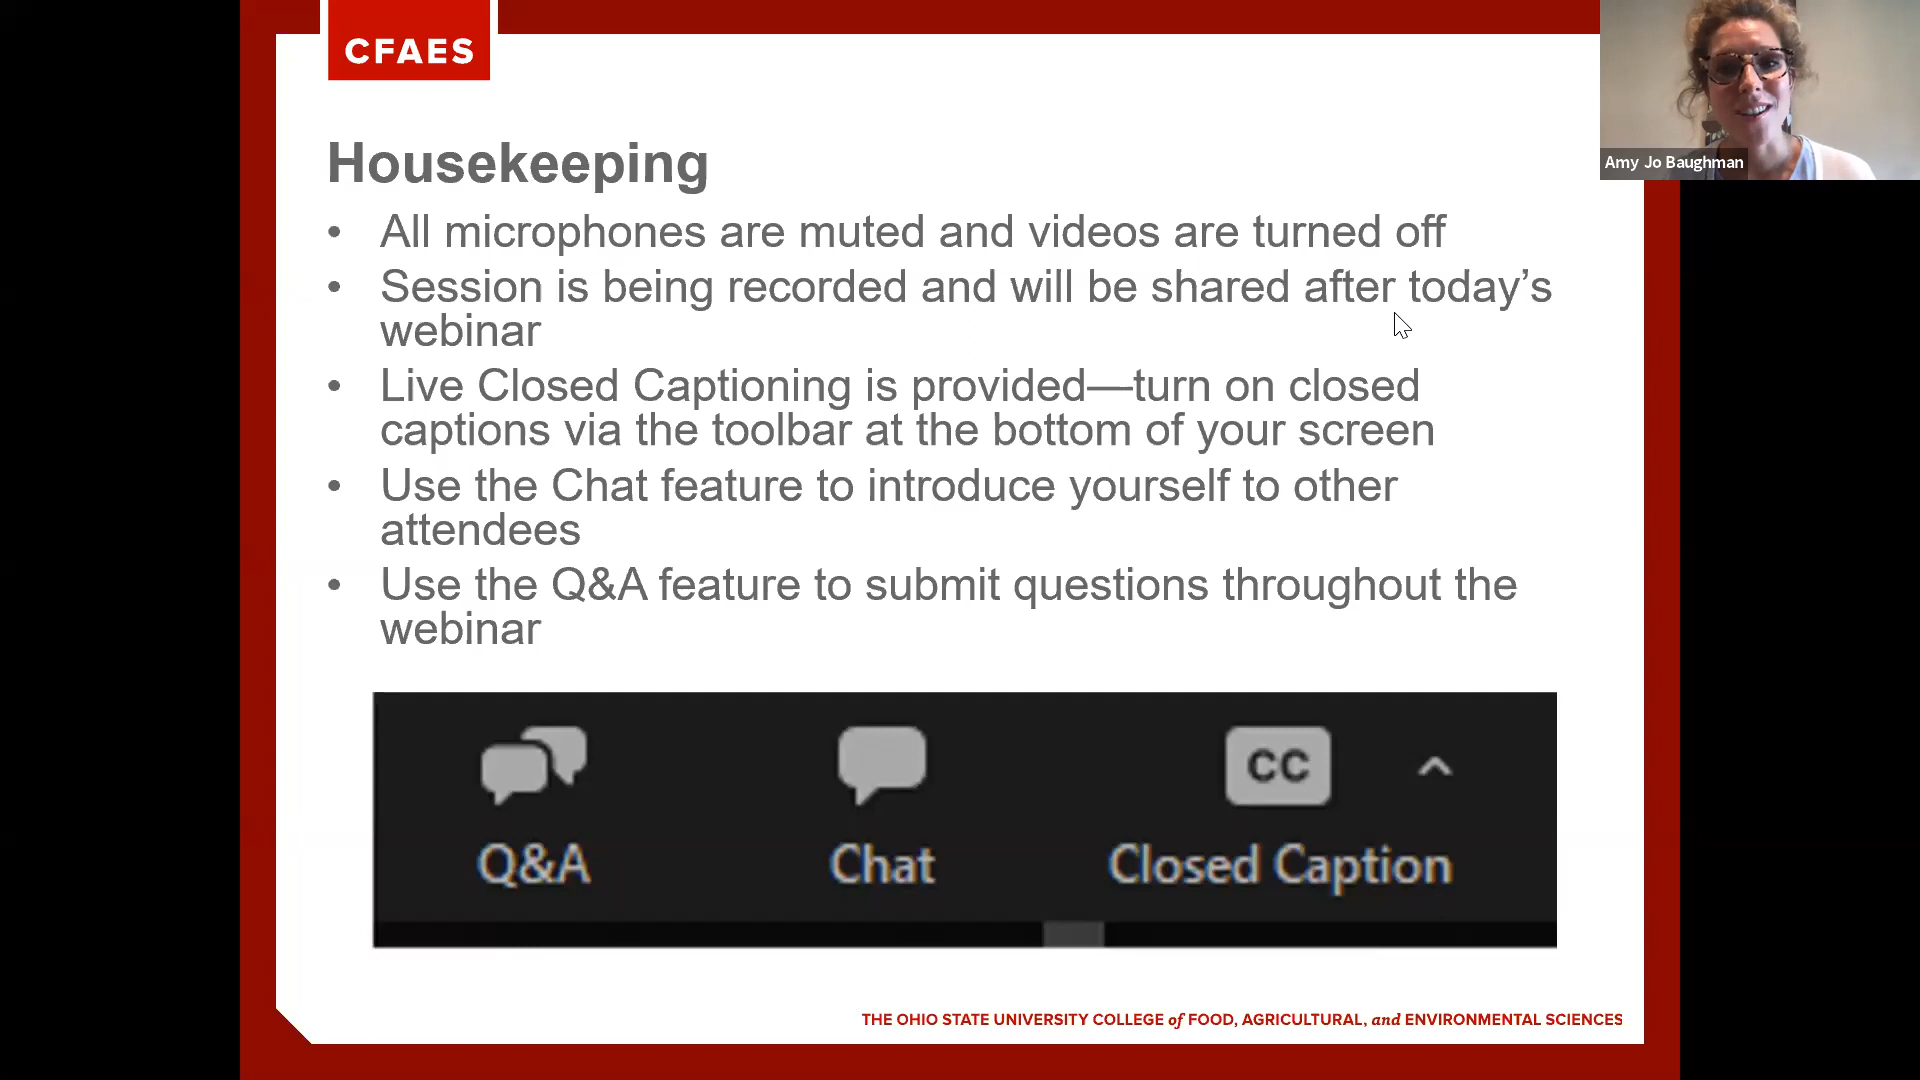 CFAES
Amy Jo Baughman
Housekeeping
• All microphones are muted and videos are turned off
• Session is being recorded and will be shared after today’s
webinar
• Live Closed Captioning is provided—turn on closed
captions via the toolbar at the bottom of your screen
• Use the Chat feature to introduce yourself to other
attendees
• Use the Q&A feature to submit questions throughout the
webinar
CC
Q&A Chat Closed Caption
THE OHIO STATE UNIVERSITY COLLEGE of FOOD, AGRICULTURAL, and ENVIRONMENTAL SCIENCES